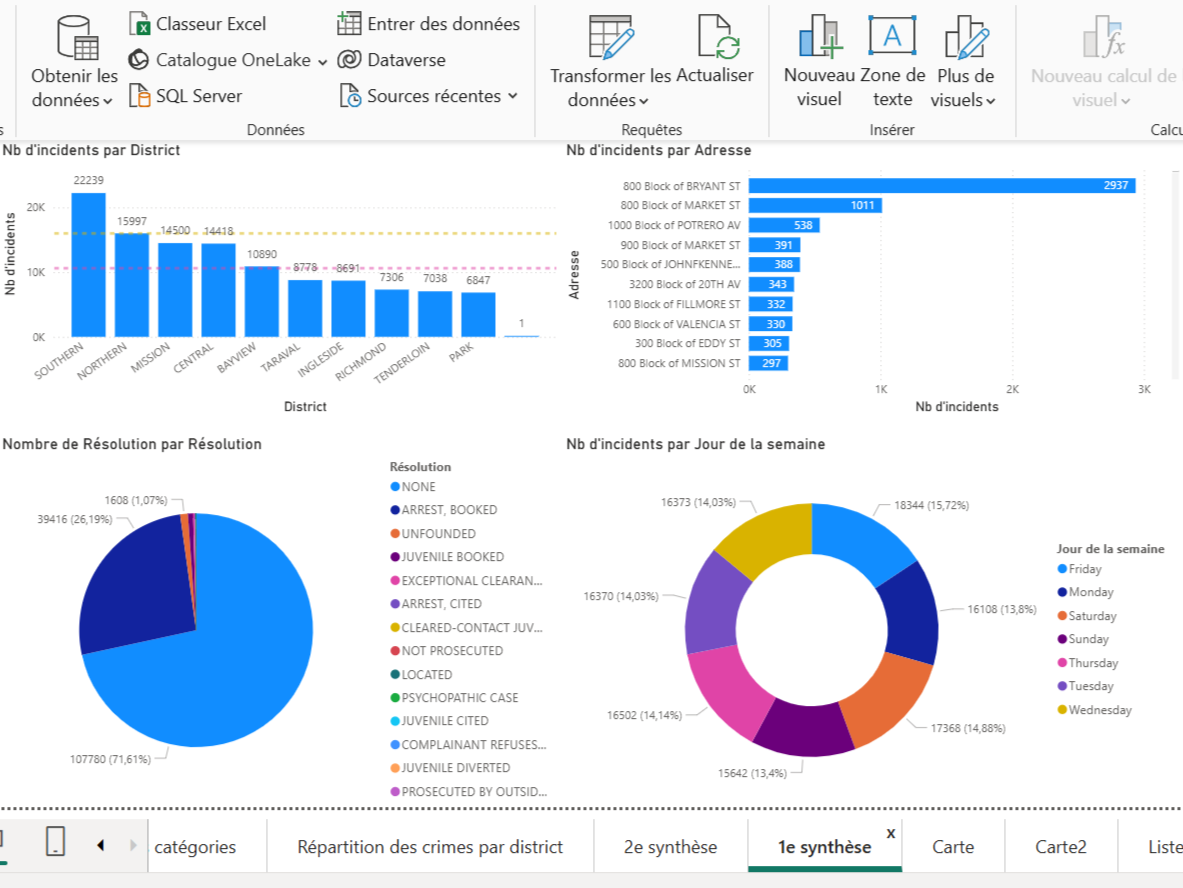 Obtenir les données
Classeur Excel
Catalogue OneLake
SQL Server
Entrer des données
Dataverse
Sources récentes
Données
Transformer les données
Actualiser
Requêtes
Nouveau visuel
Zone de texte
Plus de visuels
Insérer
Nouveau calcul de visuel
Calcu
s
Nb d'incidents par District
Nb d'incidents
20K
10K
0K
22239
15997
14500
14418
10890
8778
8691
7306
7038
6847
1
SOUTHERN
NORTHERN
MISSION
CENTRAL
BAYVIEW
TARAVAL
INGLESIDE
RICHMOND
TENDERLOIN
PARK
District
Nb d'incidents par Adresse
Adresse
800 Block of BRYANT ST 2937
800 Block of MARKET ST 1011
1000 Block of POTRERO AV 538
900 Block of MARKET ST 391
500 Block of JOHNFKENNE... 388
3200 Block of 20TH AV 343
1100 Block of FILLMORE ST 332
600 Block of VALENCIA ST 330
300 Block of EDDY ST 305
800 Block of MISSION ST 297
0K 1K 2K 3K
Nb d'incidents
Nombre de Résolution par Résolution
1608 (1,07%)
39416 (26,19%)
107780 (71,61%)
Résolution
NONE
ARREST, BOOKED
UNFOUNDED
JUVENILE BOOKED
EXCEPTIONAL CLEARAN...
ARREST, CITED
CLEARED-CONTACT JUV...
NOT PROSECUTED
LOCATED
PSYCHOPATHIC CASE
JUVENILE CITED
COMPLAINANT REFUSES...
JUVENILE DIVERTED
PROSECUTED BY OUTSID...
Nb d'incidents par Jour de la semaine
16373 (14,03%)
18344 (15,72%)
16370 (14,03%)
16108 (13,8%)
16502 (14,14%)
17368 (14,88%)
15642 (13,4%)
Jour de la semaine
Friday
Monday
Saturday
Sunday
Thursday
Tuesday
Wednesday
catégories
Répartition des crimes par district
2e synthèse
1e synthèse
x
Carte
Carte2
Liste